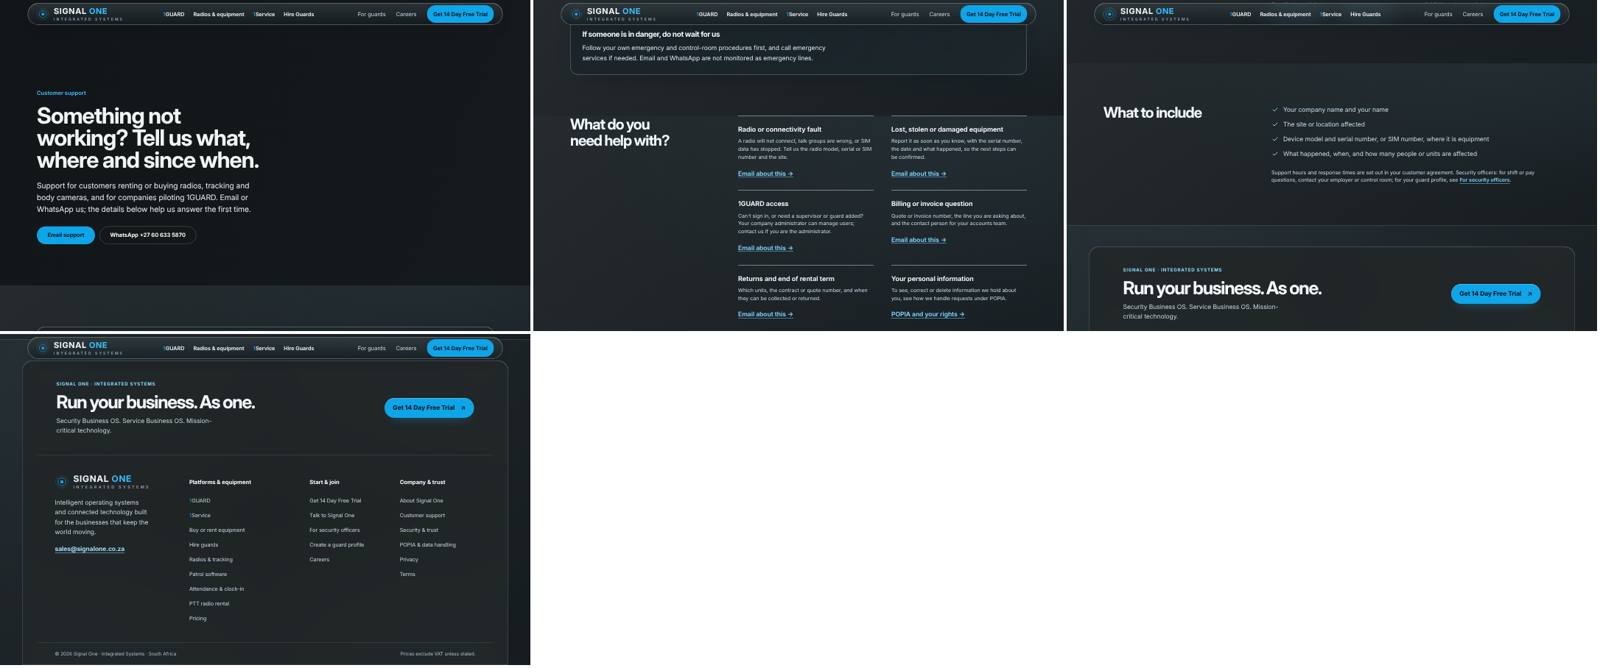 SIGNAL ONE
INTEGRATED SYSTEMS
1GUARD Radios & equipment 1Service Hire Guards For guards Careers Get 14 Day Free Trial
Customer support
Something not
working? Tell us what,
where and since when.
Support for customers renting or buying radios, tracking and
body cameras, and for companies piloting 1GUARD. Email or
WhatsApp us; the details below help us answer the first time.
Email support WhatsApp +27 60 633 5870
SIGNAL ONE
INTEGRATED SYSTEMS
1GUARD Radios & equipment 1Service Hire Guards For guards Careers Get 14 Day Free Trial
If someone is in danger, do not wait for us
Follow your own emergency and control-room procedures first, and call emergency
services if needed. Email and WhatsApp are not monitored as emergency lines.
What do you
need help with?
Radio or connectivity fault
A radio will not connect, talk groups are wrong, or SIM
data has stopped. Tell us the radio model, serial or SIM
number and the site.
Email about this →
Lost, stolen or damaged equipment
Report it as soon as you know, with the serial number,
the date and what happened, so the next steps can
be confirmed.
Email about this →
1GUARD access
Can't sign in, or need a supervisor or guard added?
Your company administrator can manage users;
contact us if you are the administrator.
Email about this →
Billing or invoice question
Quote or invoice number, the line you are asking about,
and the contact person for your accounts team.
Email about this →
Returns and end of rental term
Which units, the contract or quote number, and when
they can be collected or returned.
Email about this →
Your personal information
To see, correct or delete information we hold about
you, see how we handle requests under POPIA.
POPIA and your rights →
SIGNAL ONE
INTEGRATED SYSTEMS
1GUARD Radios & equipment 1Service Hire Guards For guards Careers Get 14 Day Free Trial
What to include
✓ Your company name and your name
✓ The site or location affected
✓ Device model and serial number, or SIM number, where it is equipment
✓ What happened, when, and how many people or units are affected
Support hours and response times are set out in your customer agreement. Security officers: for shift or pay
questions, contact your employer or control room; for your guard profile, see For security officers.
SIGNAL ONE · INTEGRATED SYSTEMS
Run your business. As one.
Security Business OS. Service Business OS. Mission-
critical technology.
Get 14 Day Free Trial ↗
SIGNAL ONE
INTEGRATED SYSTEMS
1GUARD Radios & equipment 1Service Hire Guards For guards Careers Get 14 Day Free Trial
SIGNAL ONE · INTEGRATED SYSTEMS
Run your business. As one.
Security Business OS. Service Business OS. Mission-
critical technology.
Get 14 Day Free Trial ↗
SIGNAL ONE
INTEGRATED SYSTEMS
Intelligent operating systems
and connected technology built
for the businesses that keep the
world moving.
sales@signalone.co.za
Platforms & equipment
1GUARD
1Service
Buy or rent equipment
Hire guards
Radios & tracking
Patrol software
Attendance & clock-in
PTT radio rental
Pricing
Start & join
Get 14 Day Free Trial
Talk to Signal One
For security officers
Create a guard profile
Careers
Company & trust
About Signal One
Customer support
Security & trust
POPIA & data handling
Privacy
Terms
© 2026 Signal One · Integrated Systems · South Africa
Prices exclude VAT unless stated.